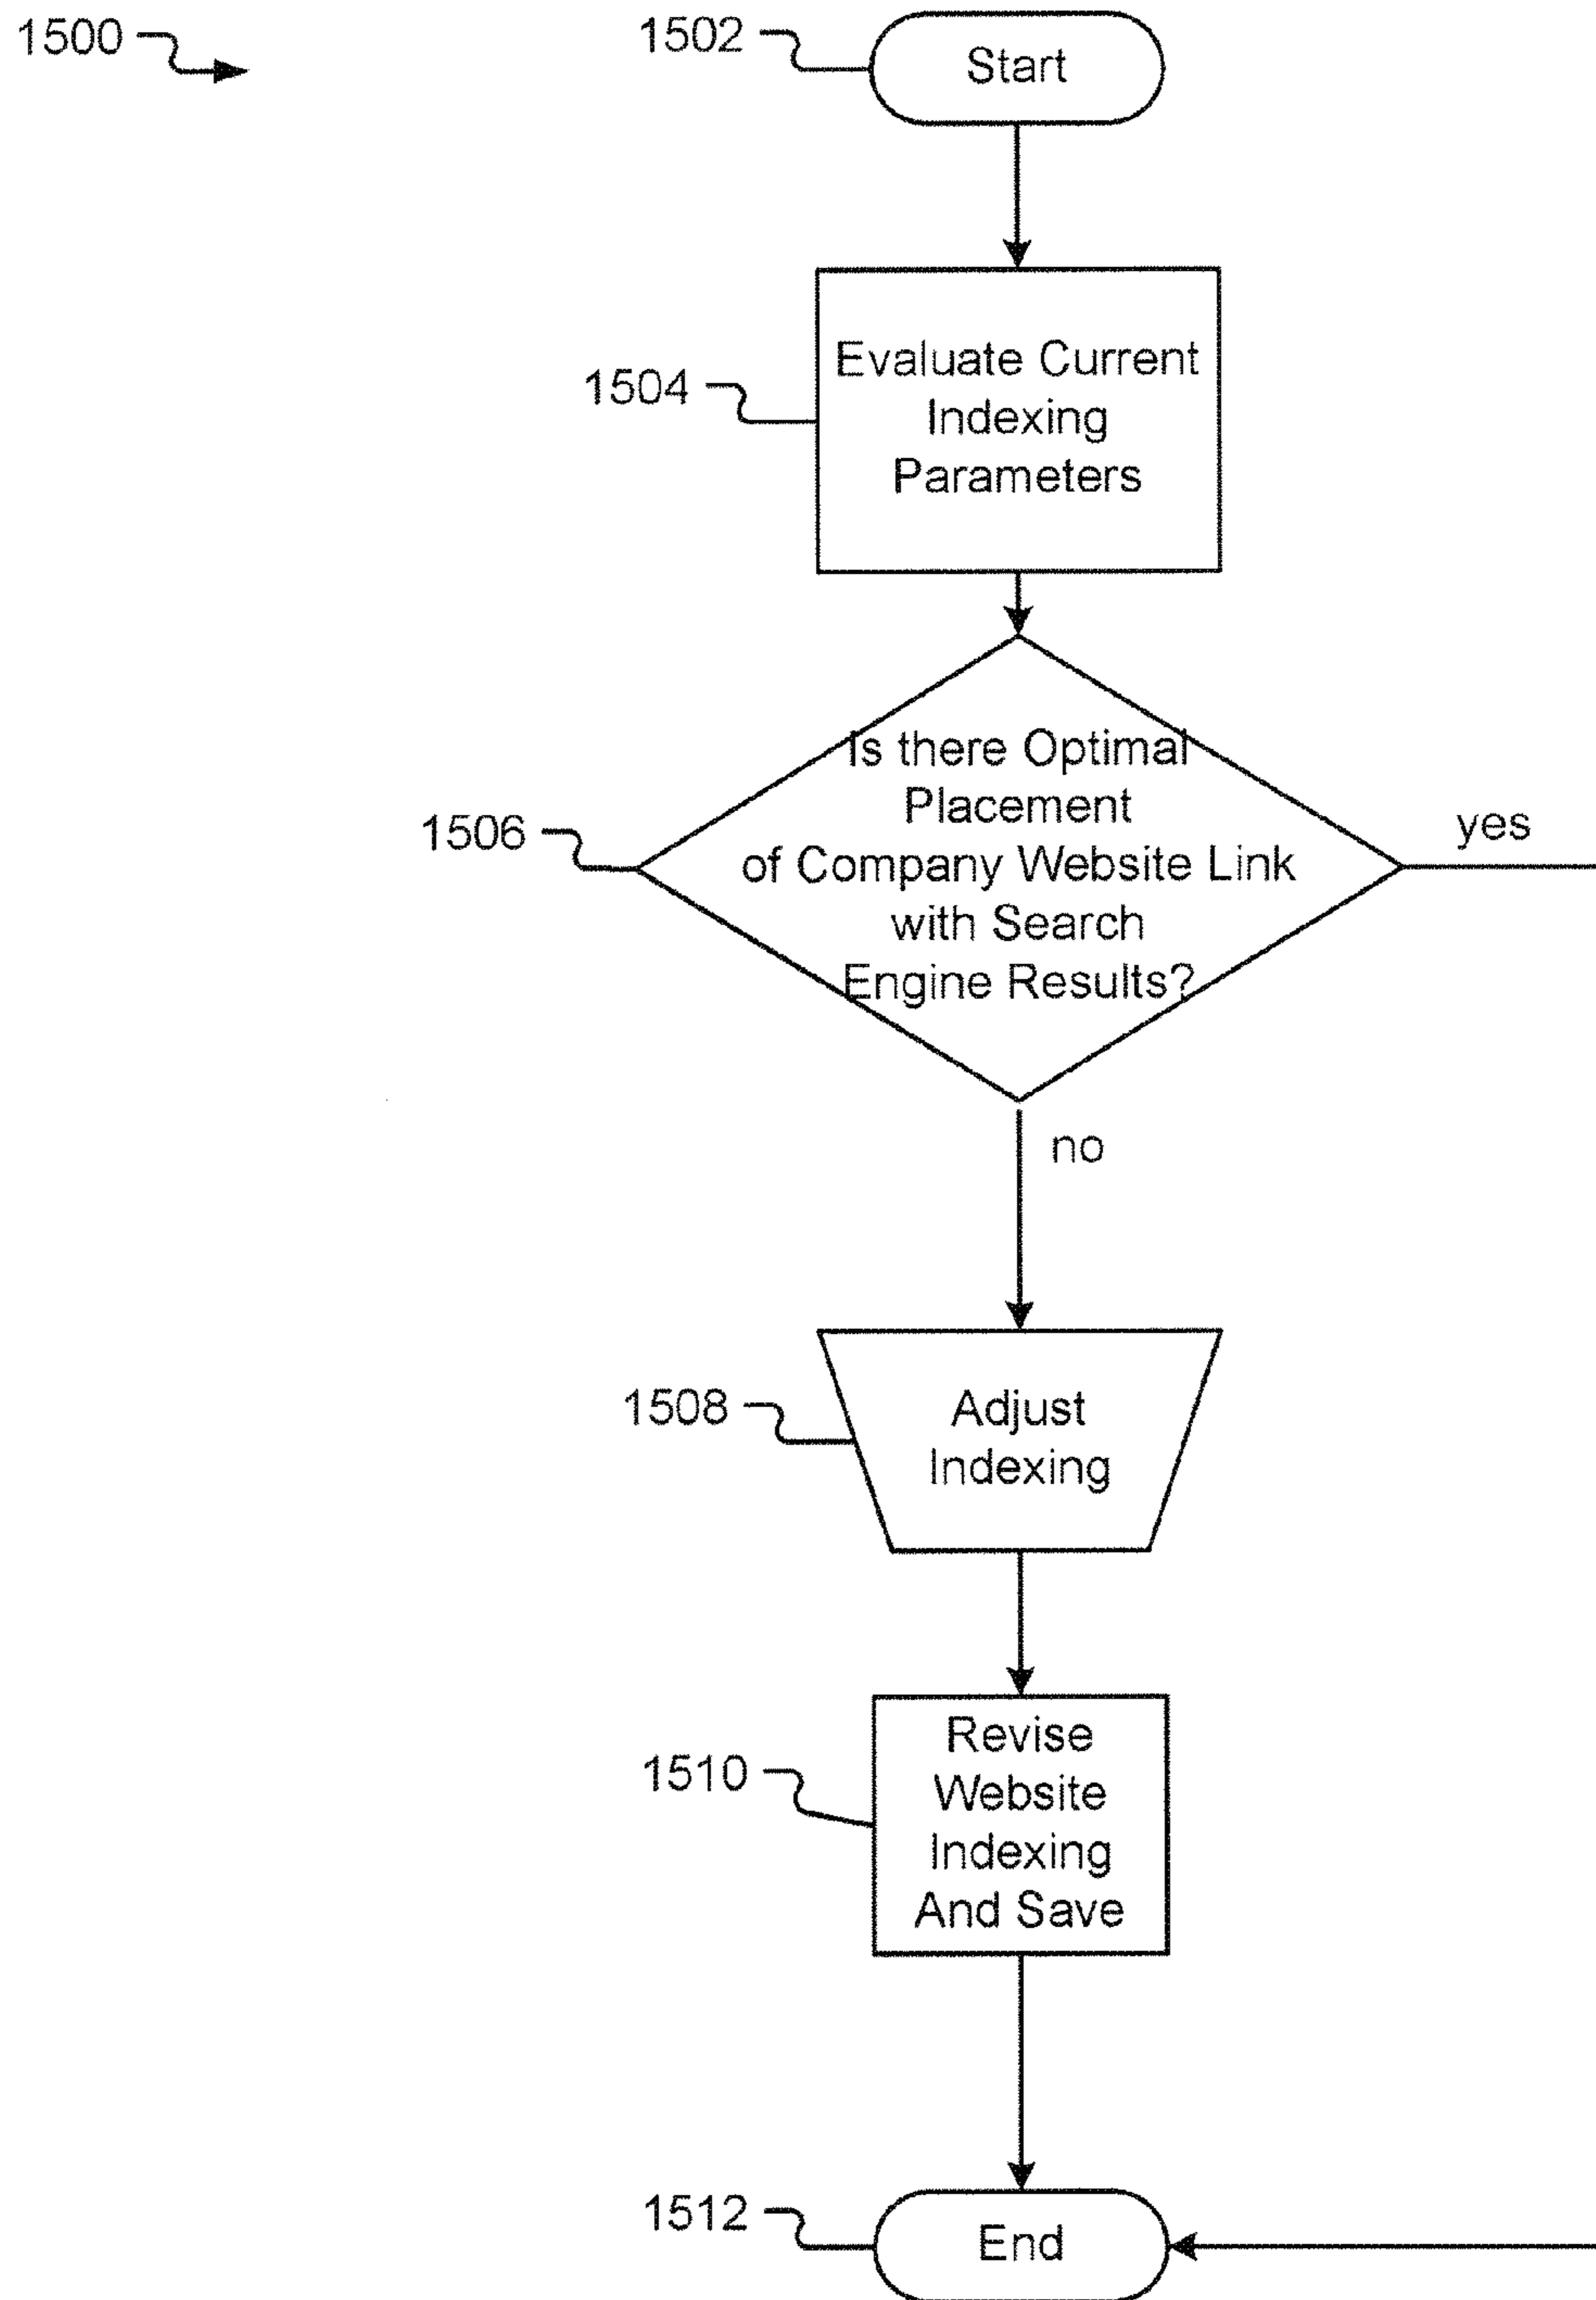 1500
1502
Start
1504
Evaluate Current
Indexing
Parameters
1506
Is there Optimal
Placement
of Company Website Link
with Search
Engine Results?
yes
no
1508
Adjust
Indexing
1510
Revise
Website
Indexing
And Save
1512
End